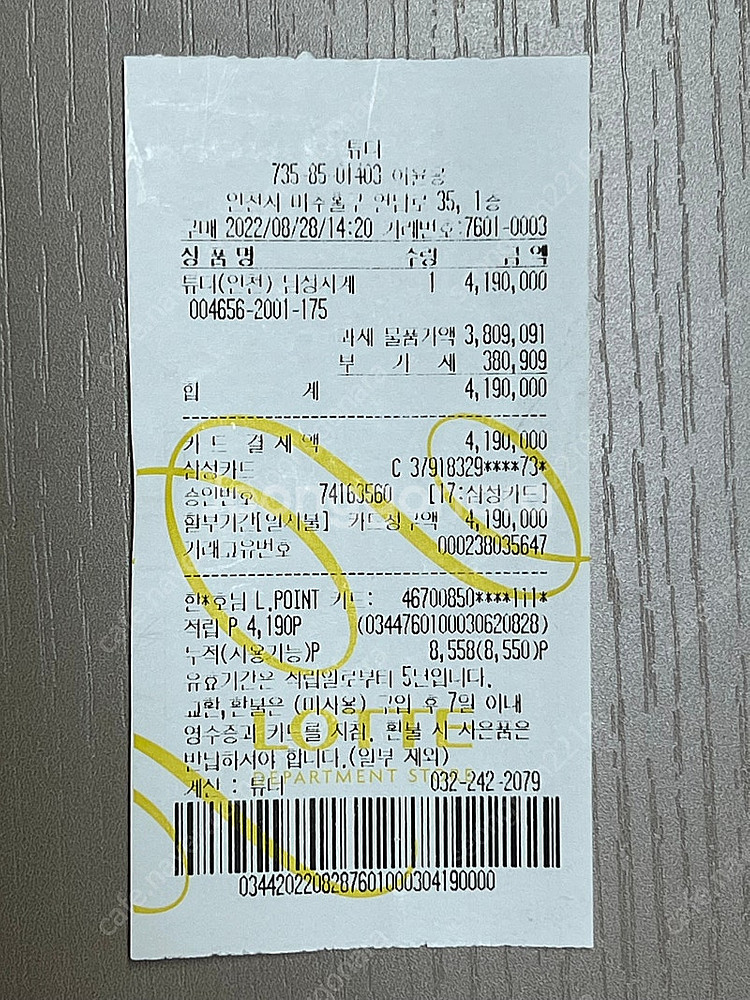 튜더
735-85-01403
인천시 미추홀구 연남로 35, 1층
구매 2022/08/28/14:20 거래번호:7601-0003
상 품 명 수량 금 액
튜더(인천) 남성시계 1 4,190,000
004656-2001-175
과세 물품가액 3,809,091
부 가 세 380,909
합 계 4,190,000
카 드 결 제 액 4,190,000
삼성카드 C 37918329****73*
승인번호 74163560 [17:삼성카드]
할부기간[일시불] 카드청구액 4,190,000
거래고유번호 000238035647
한*호님 L.POINT 카드: 46700850****111*
적립 P 4,190P (0344760100030620828)
누적(사용가능)P 8,558(8,550)P
유효기간은 적립일로부터 5년입니다.
교환,환불은 (미사용) 구입 후 7일 이내
영수증과 카드를 지참. 환불 시 사은품은
반납하셔야 합니다.(일부 제외)
LOTTE
DEPARTMENT STORE
계산 : 튜더 032-242-2079
0344202208287601000304190000